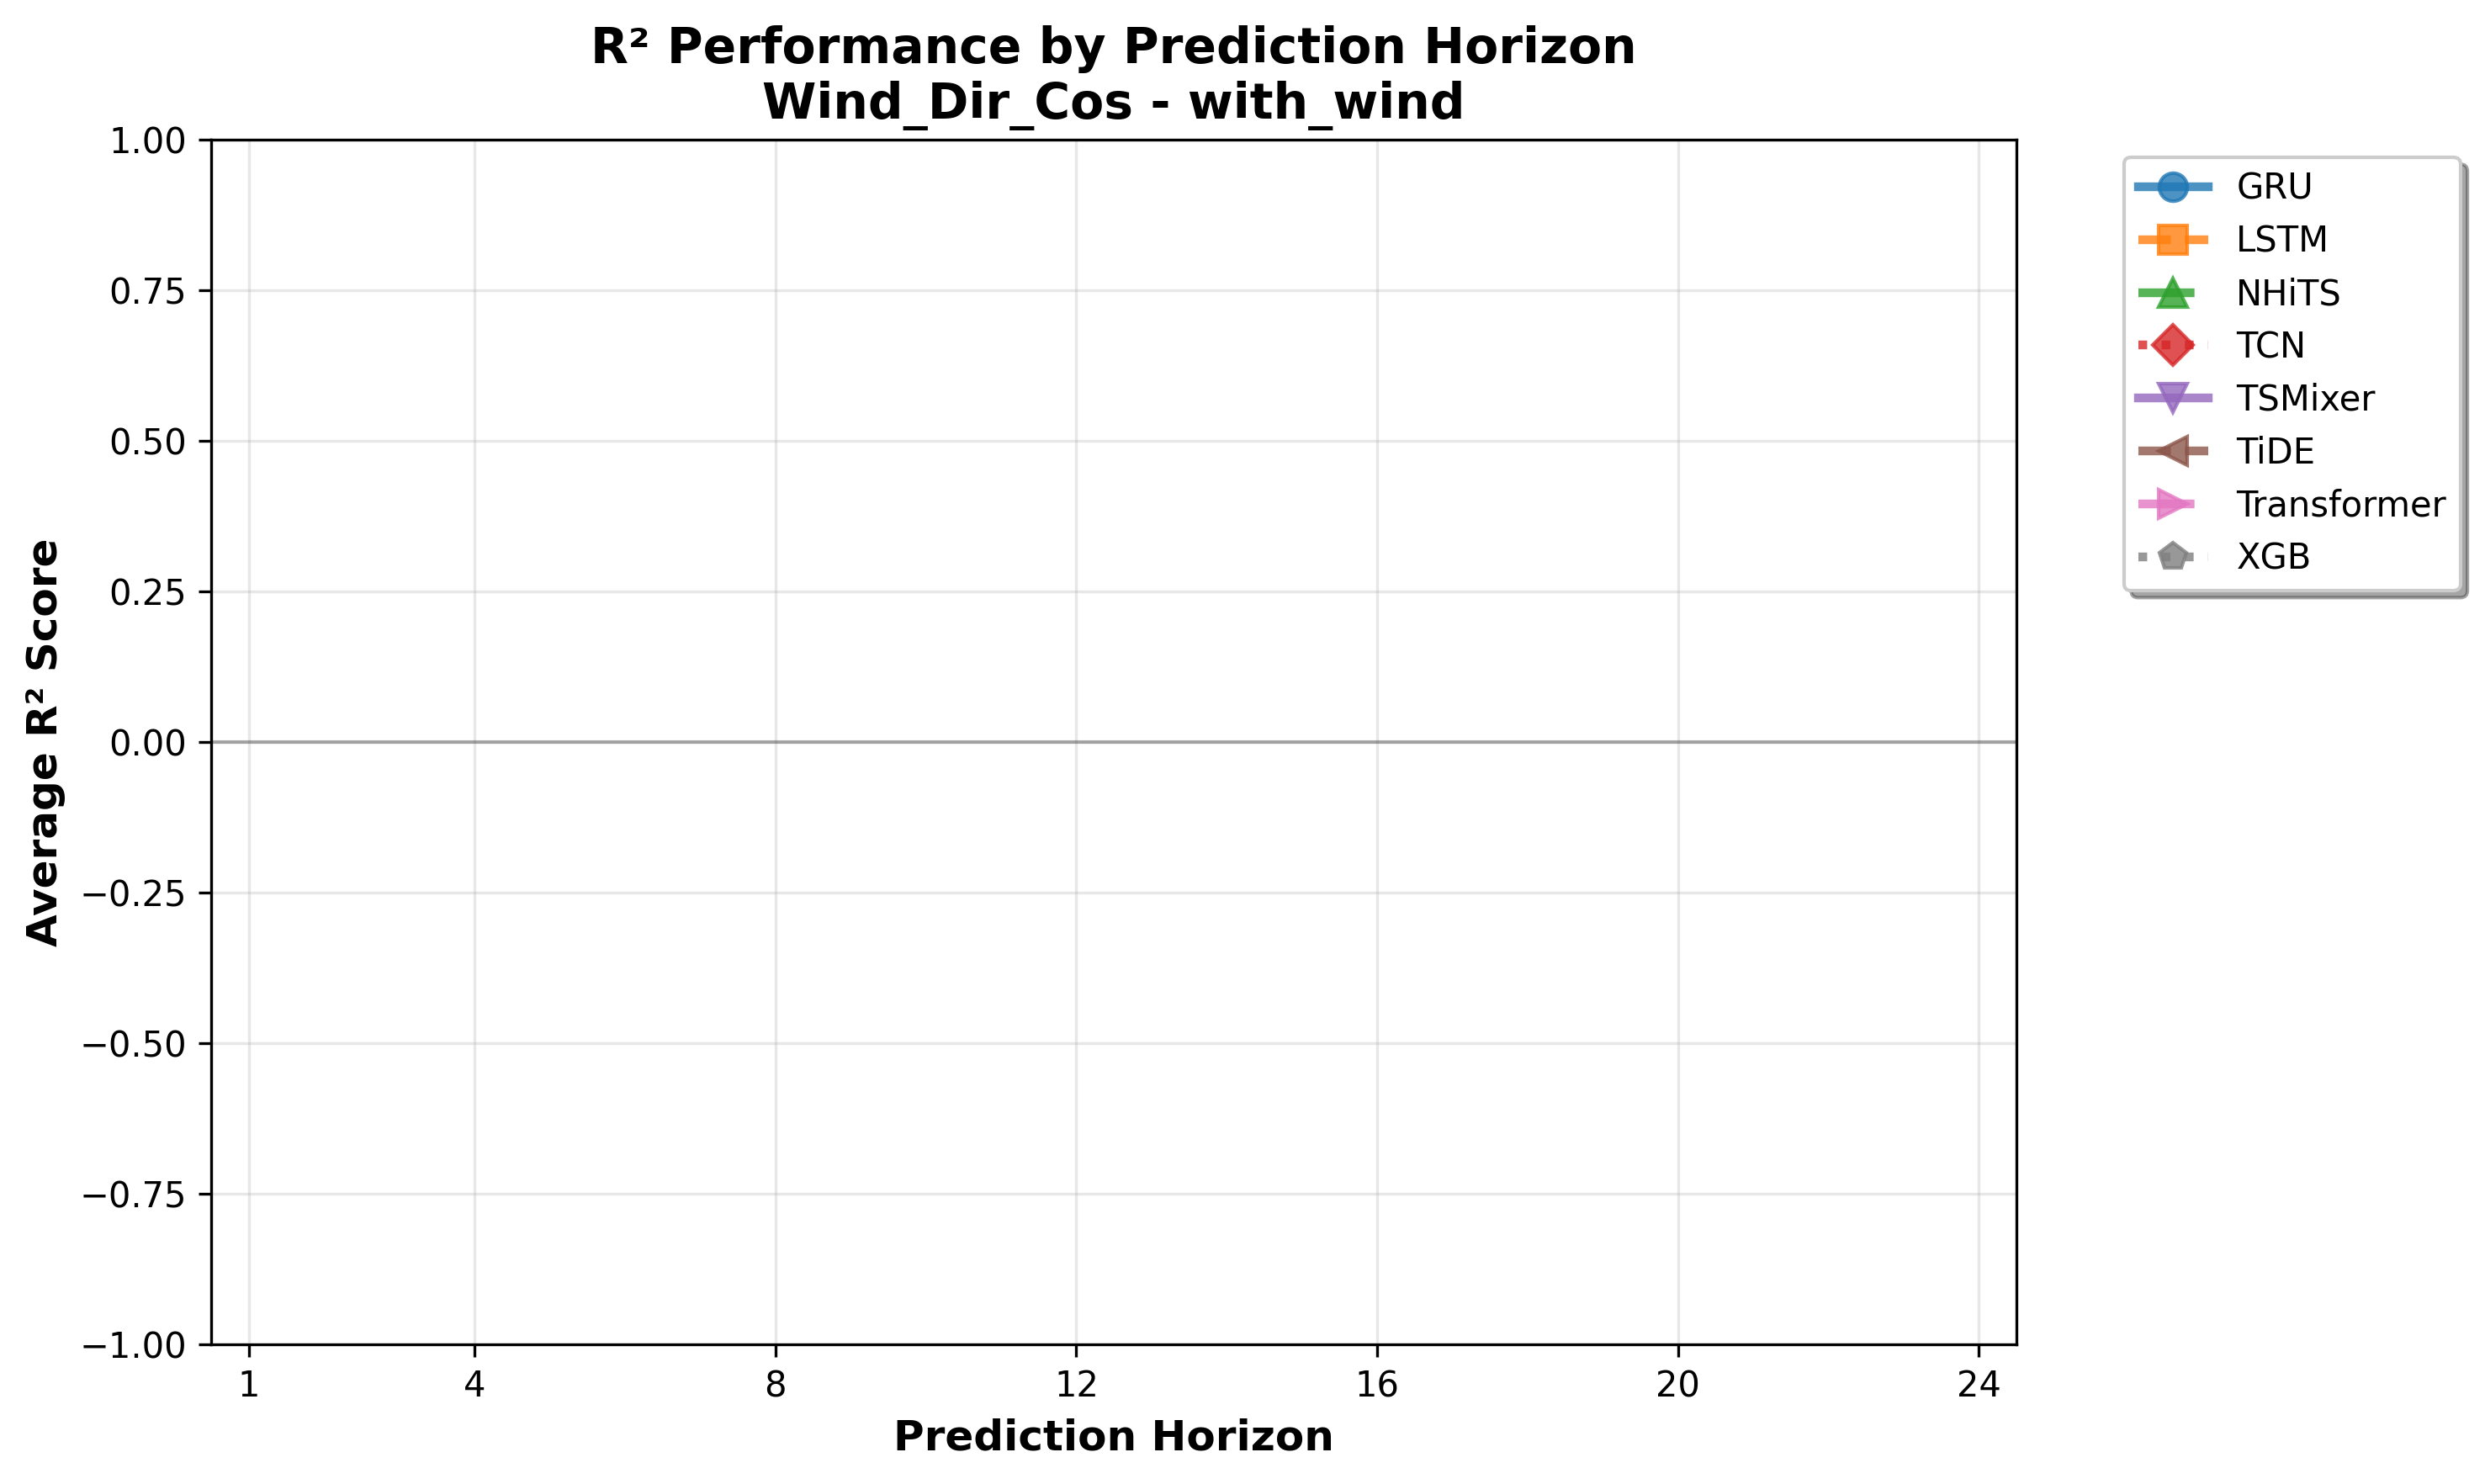 R² Performance by Prediction Horizon
Wind_Dir_Cos - with_wind
1.00
0.75
0.50
0.25
0.00
−0.25
−0.50
−0.75
−1.00
Average R² Score
1 4 8 12 16 20 24
Prediction Horizon
GRU
LSTM
NHiTS
TCN
TSMixer
TiDE
Transformer
XGB